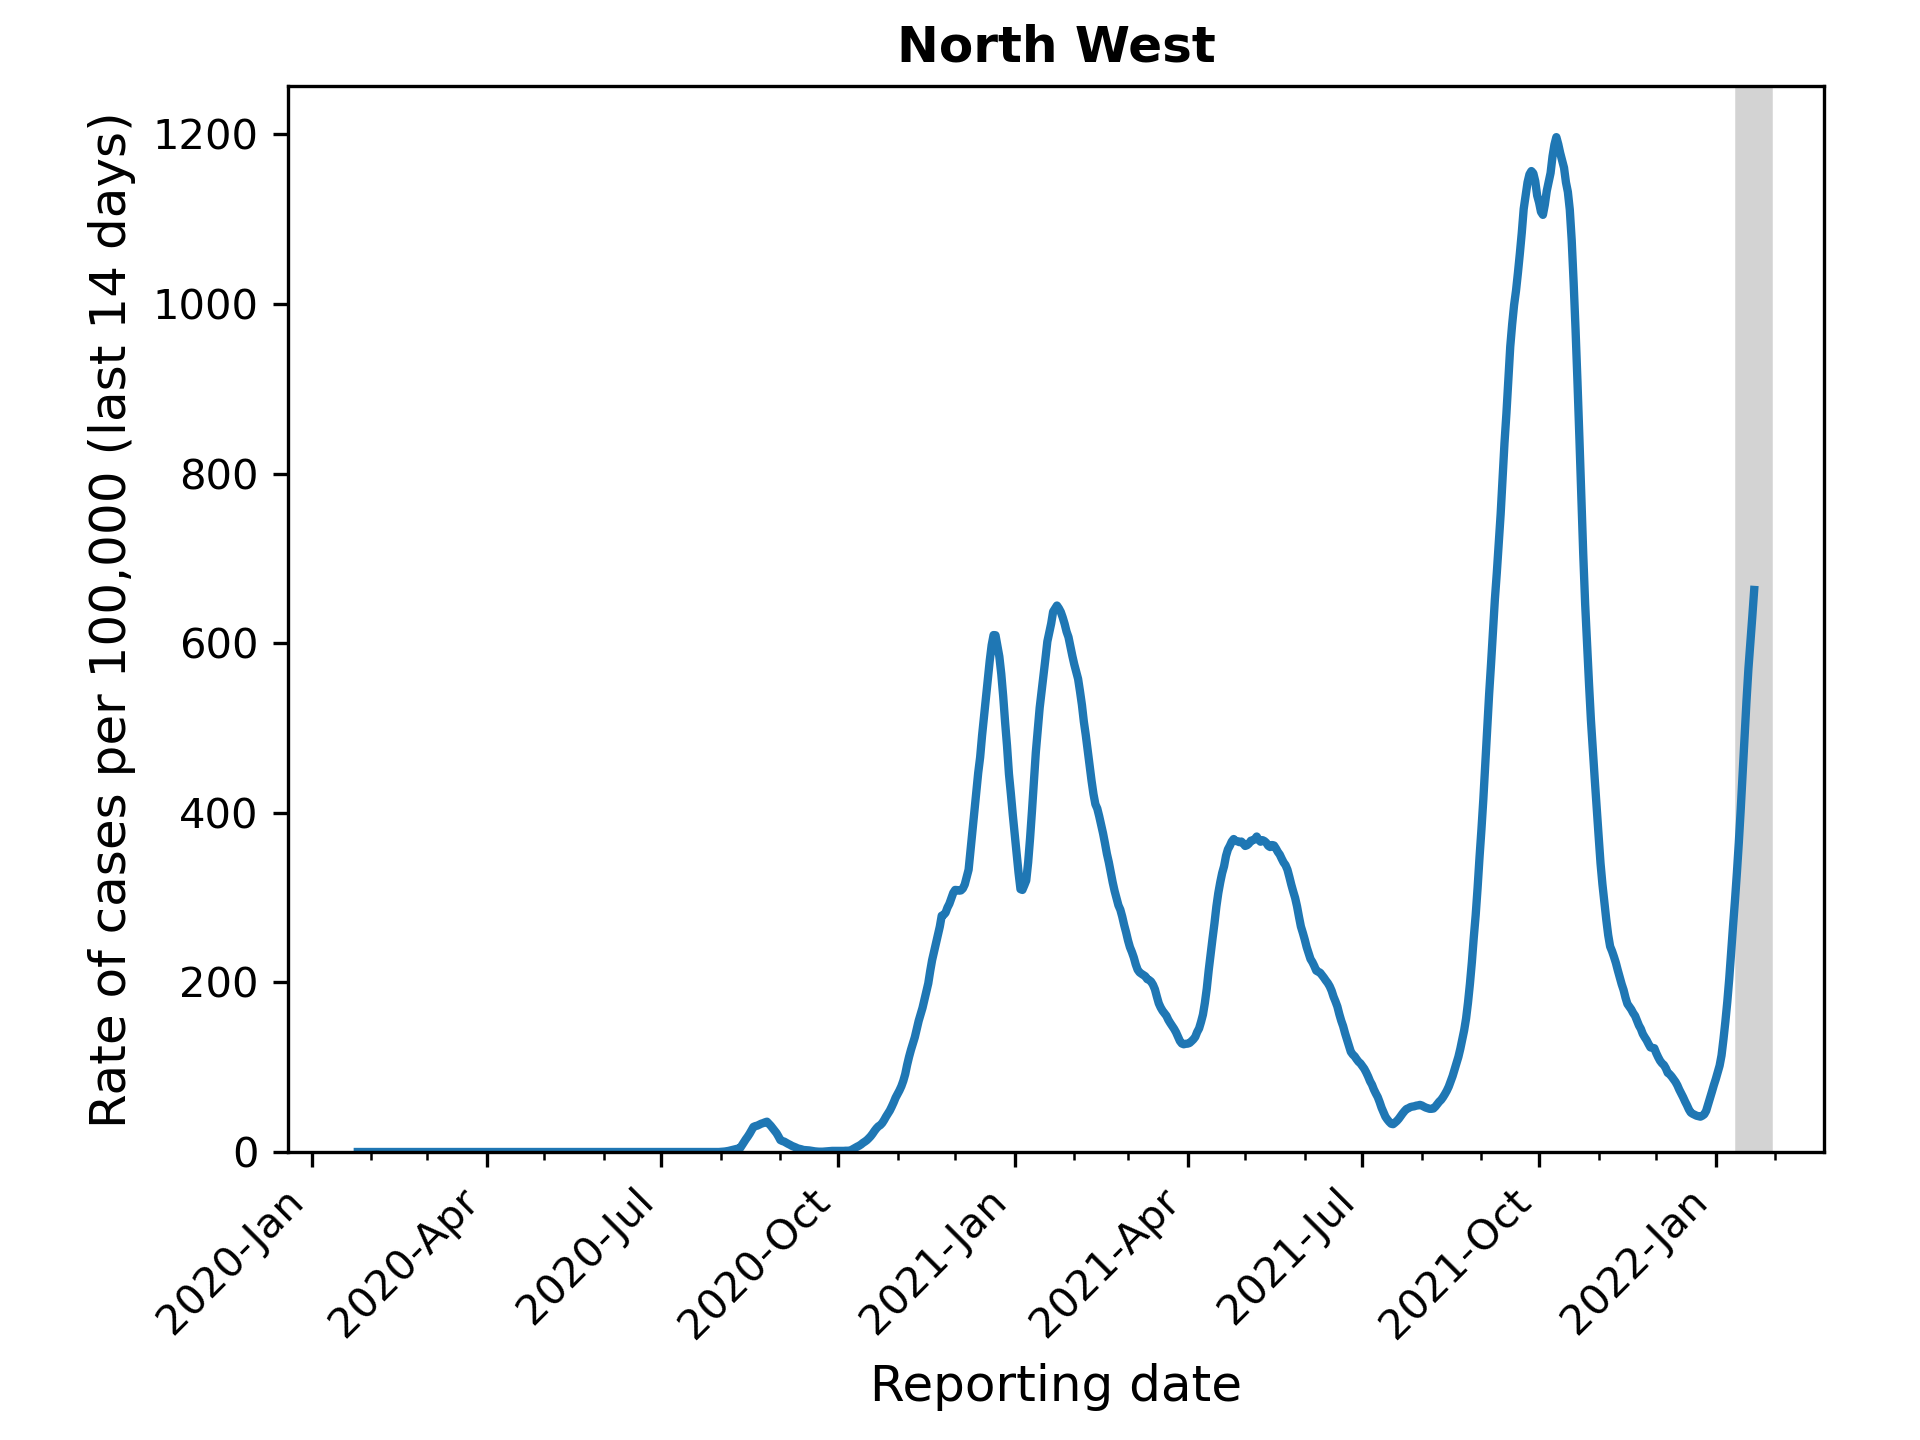 North West
Rate of cases per 100,000 (last 14 days)
1200
1000
800
600
400
200
0
2020-Jan
2020-Apr
2020-Jul
2020-Oct
2021-Jan
2021-Apr
2021-Jul
2021-Oct
2022-Jan
Reporting date